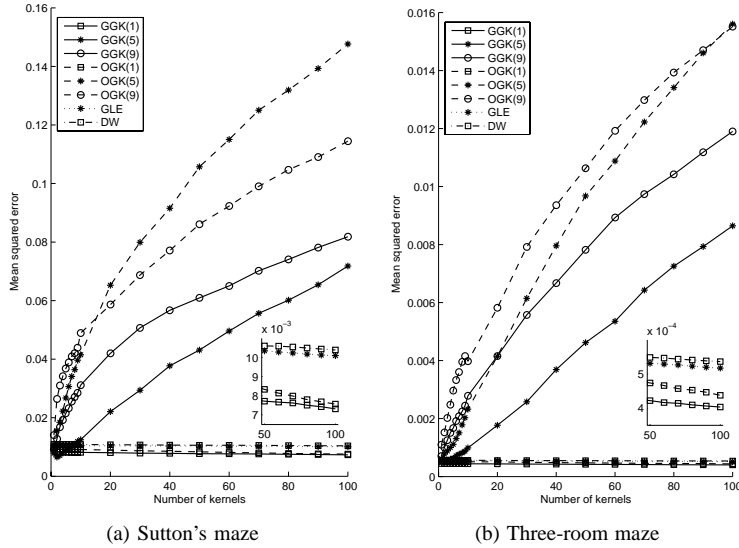 0.16
0.14
0.12
0.1
0.08
0.06
0.04
0.02
0
Mean squared error
GGK(1)
GGK(5)
GGK(9)
OGK(1)
OGK(5)
OGK(9)
GLE
DW
x 10⁻³
10
9
8
7
50
100
0
20
40
60
80
100
Number of kernels
(a) Sutton's maze
0.016
0.014
0.012
0.01
0.008
0.006
0.004
0.002
0
Mean squared error
GGK(1)
GGK(5)
GGK(9)
OGK(1)
OGK(5)
OGK(9)
GLE
DW
x 10⁻⁴
5
4
50
100
0
20
40
60
80
100
Number of kernels
(b) Three-room maze